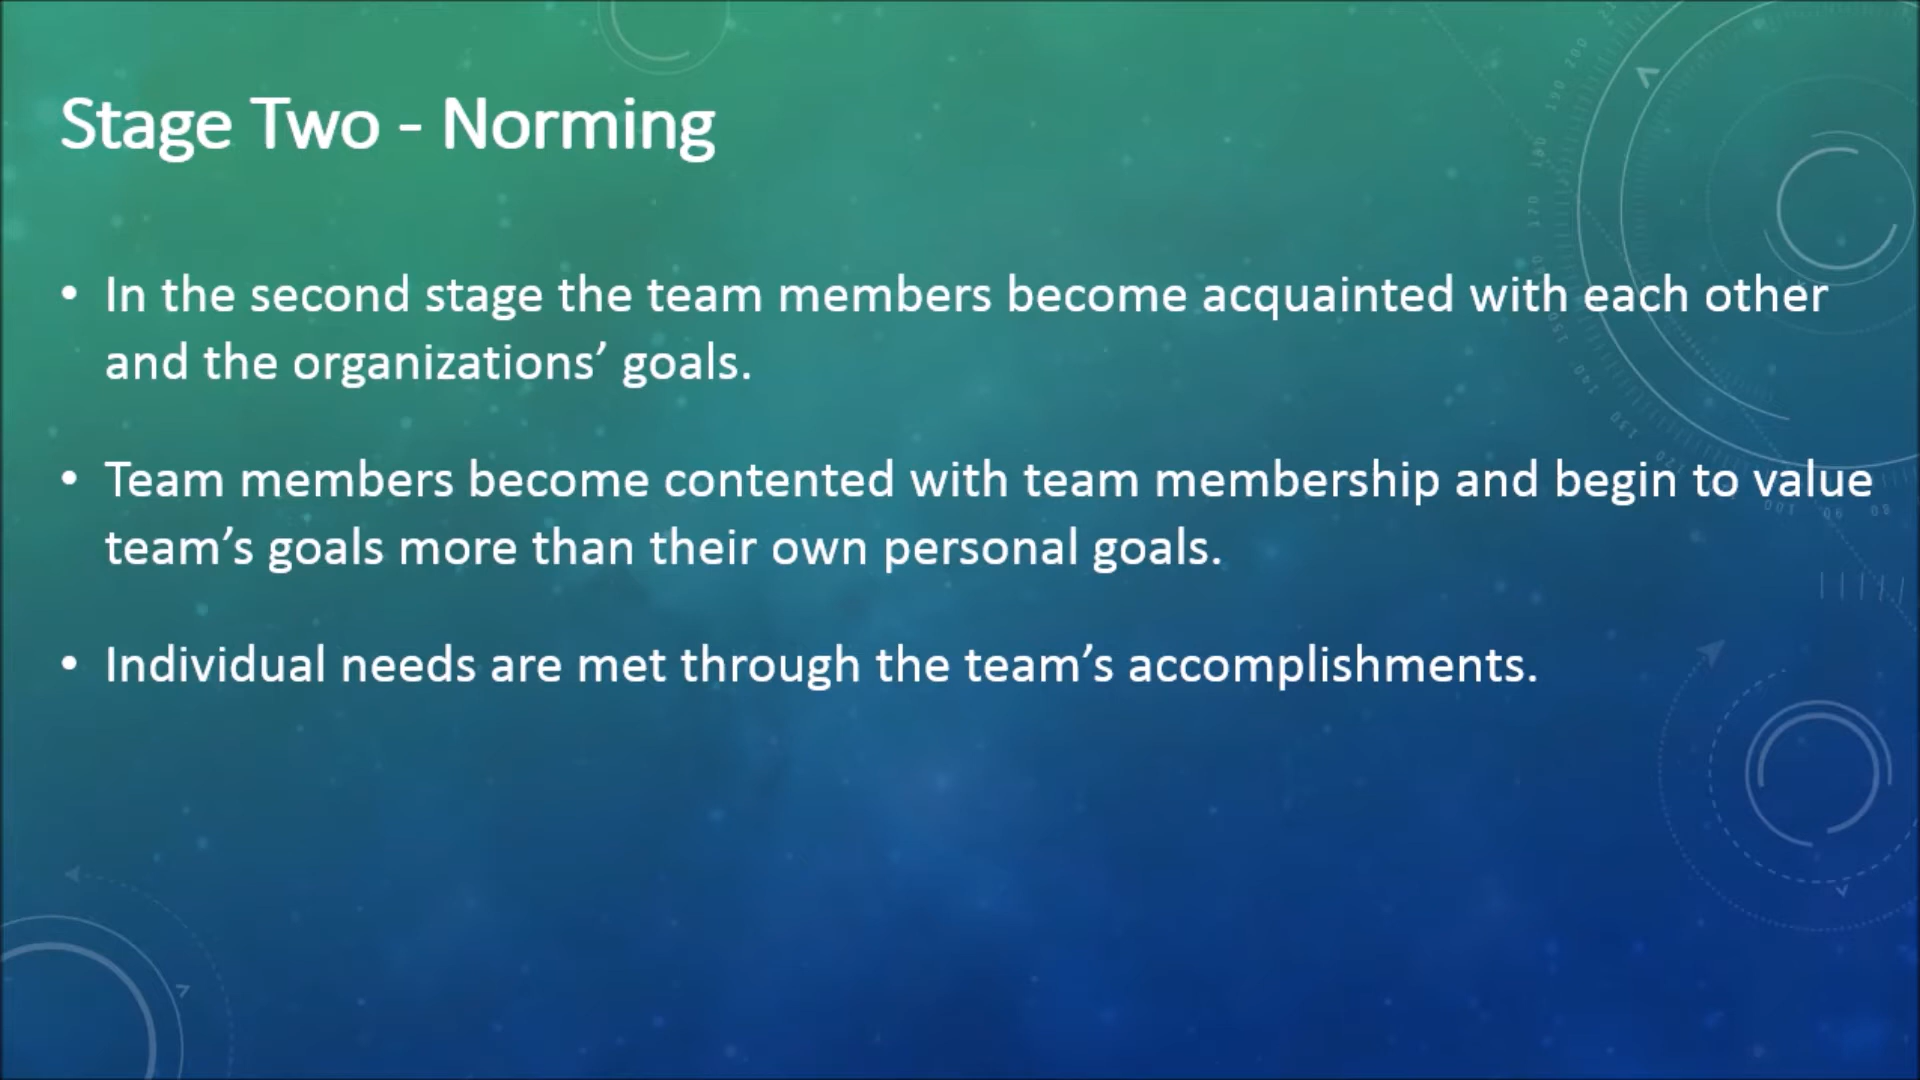 Stage Two - Norming
• In the second stage the team members become acquainted with each other
and the organizations’ goals.
• Team members become contented with team membership and begin to value
team’s goals more than their own personal goals.
• Individual needs are met through the team’s accomplishments.